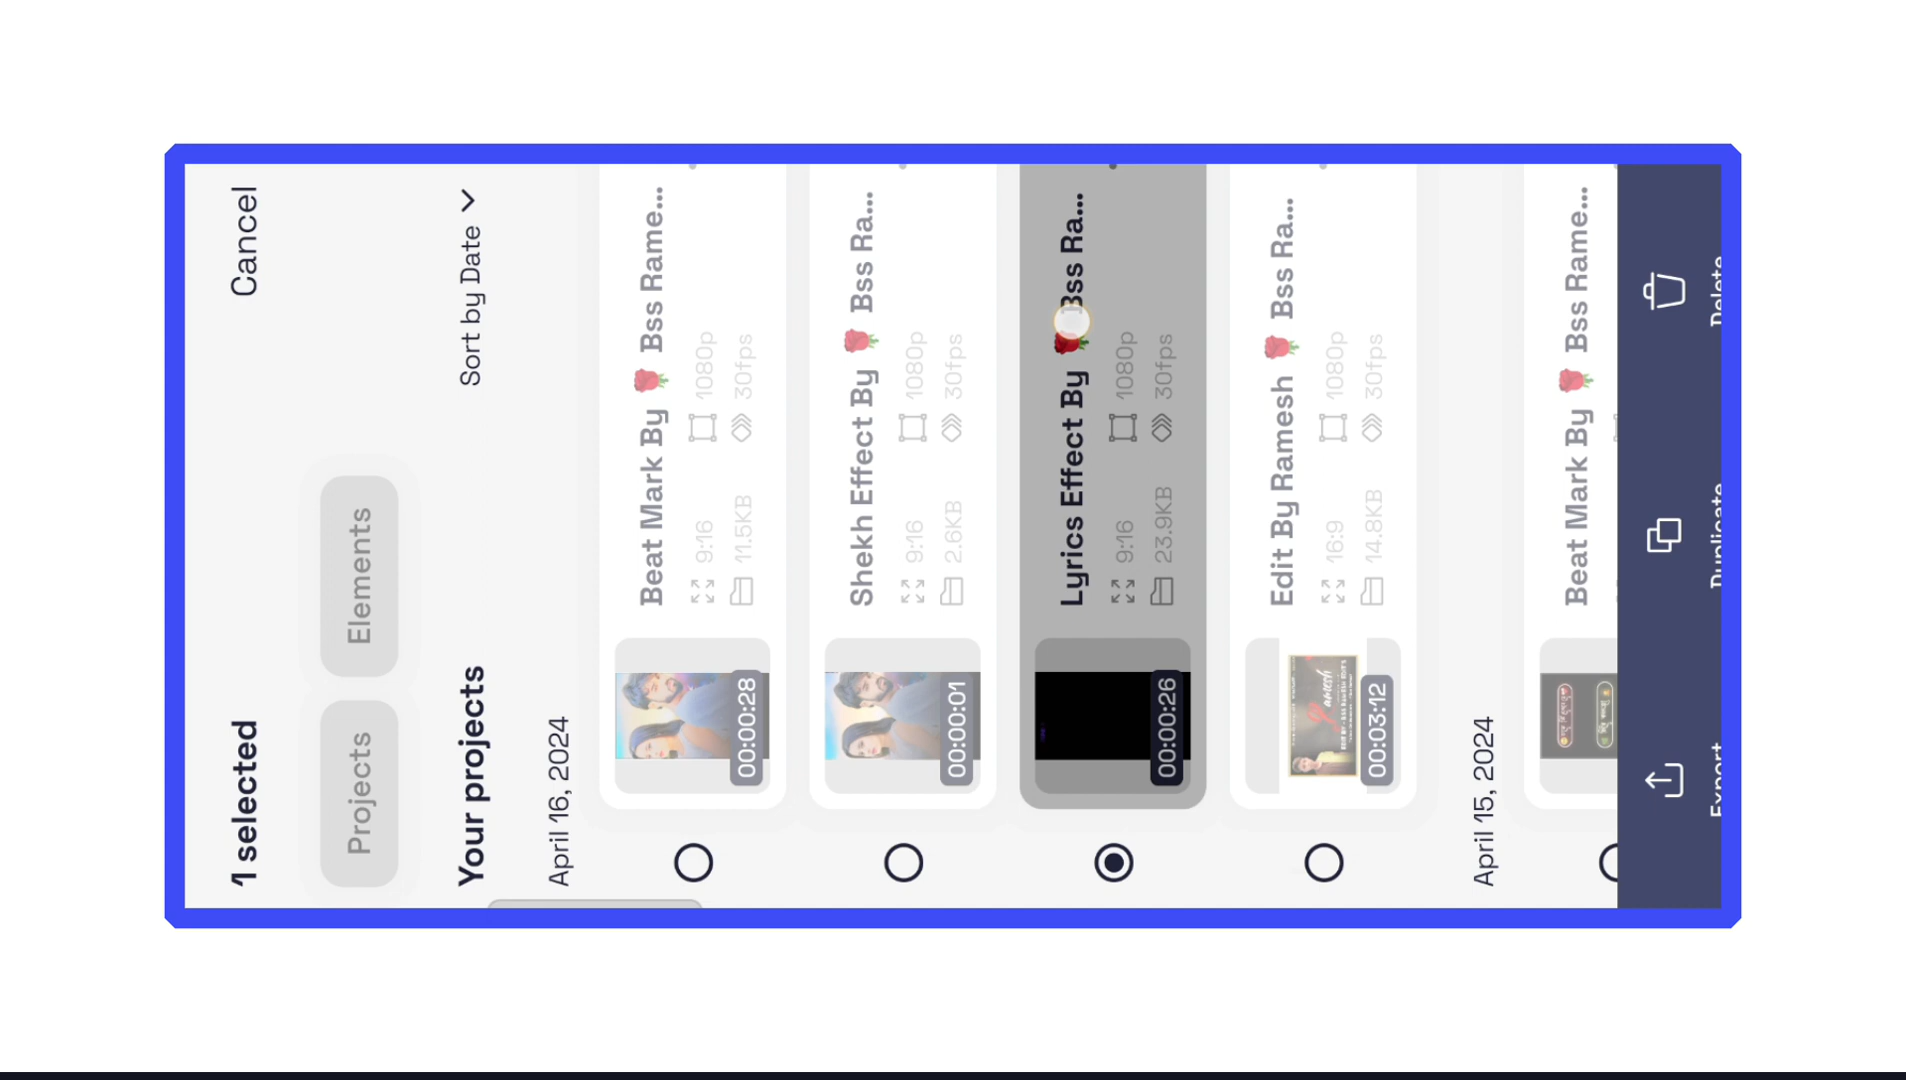 1 selected Cancel
Projects Elements
Your projects Sort by Date
April 16, 2024
Beat Mark By 🌹 Bss Rame...
9:16 1080p
11.5KB 30fps
00:00:28
Shekh Effect By 🌹 Bss Ra...
9:16 1080p
2.6KB 30fps
00:00:01
Lyrics Effect By 🌹 Bss Ra...
9:16 1080p
23.9KB 30fps
00:00:26
Edit By Ramesh 🌹 Bss Ra...
16:9 1080p
14.8KB 30fps
amesh
00:03:12
April 15, 2024
Beat Mark By 🌹 Bss Rame...
Export Duplicate Delete